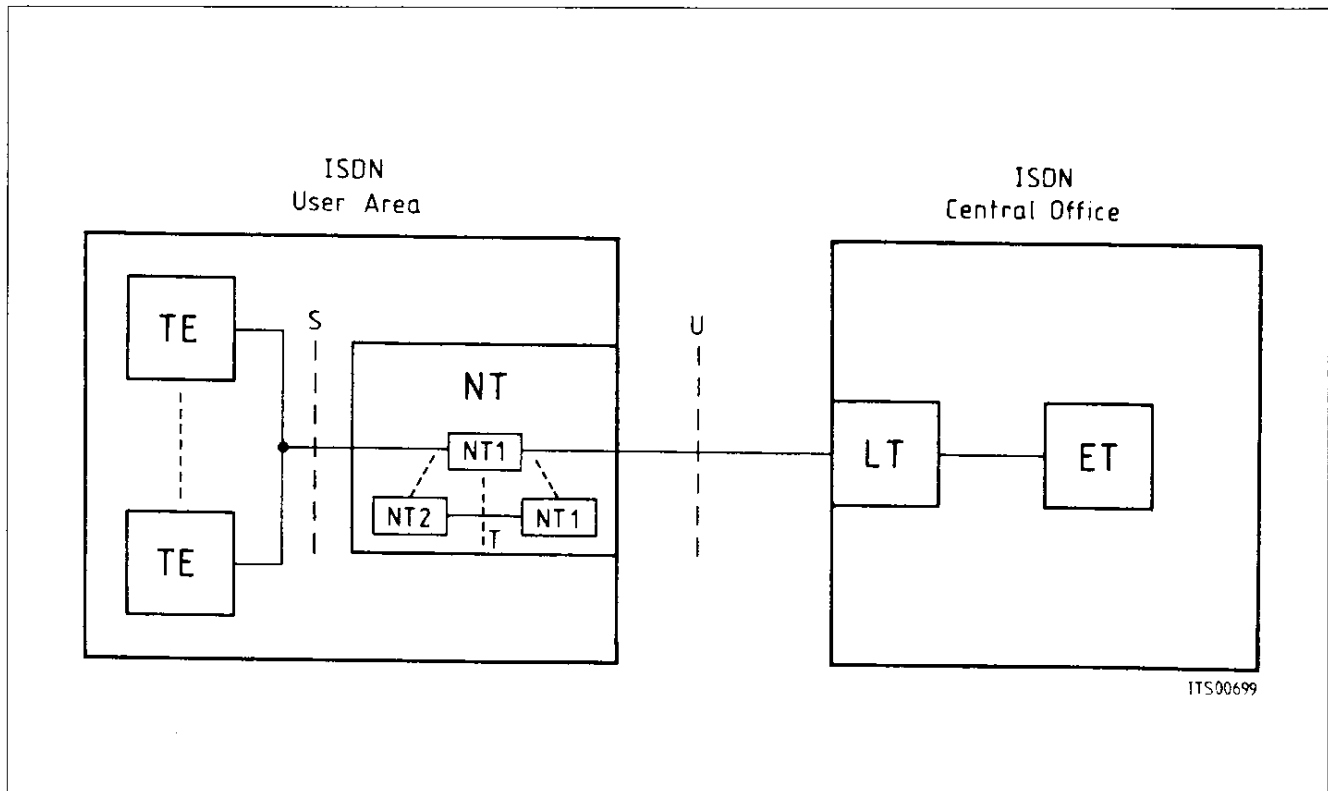 ISDN
User Area
ISDN
Central Office
TE
S
U
NT
NT1
LT
ET
NT2
NT1
T
TE
ITS00699